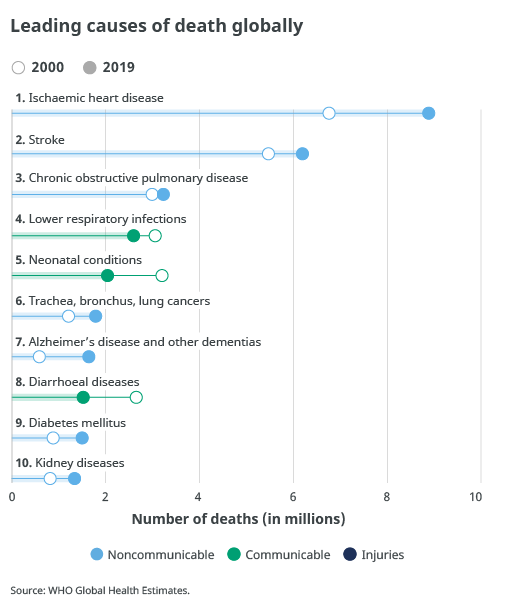 Leading causes of death globally
2000 2019
1. Ischaemic heart disease
2. Stroke
3. Chronic obstructive pulmonary disease
4. Lower respiratory infections
5. Neonatal conditions
6. Trachea, bronchus, lung cancers
7. Alzheimer’s disease and other dementias
8. Diarrhoeal diseases
9. Diabetes mellitus
10. Kidney diseases
0 2 4 6 8 10
Number of deaths (in millions)
Noncommunicable Communicable Injuries
Source: WHO Global Health Estimates.